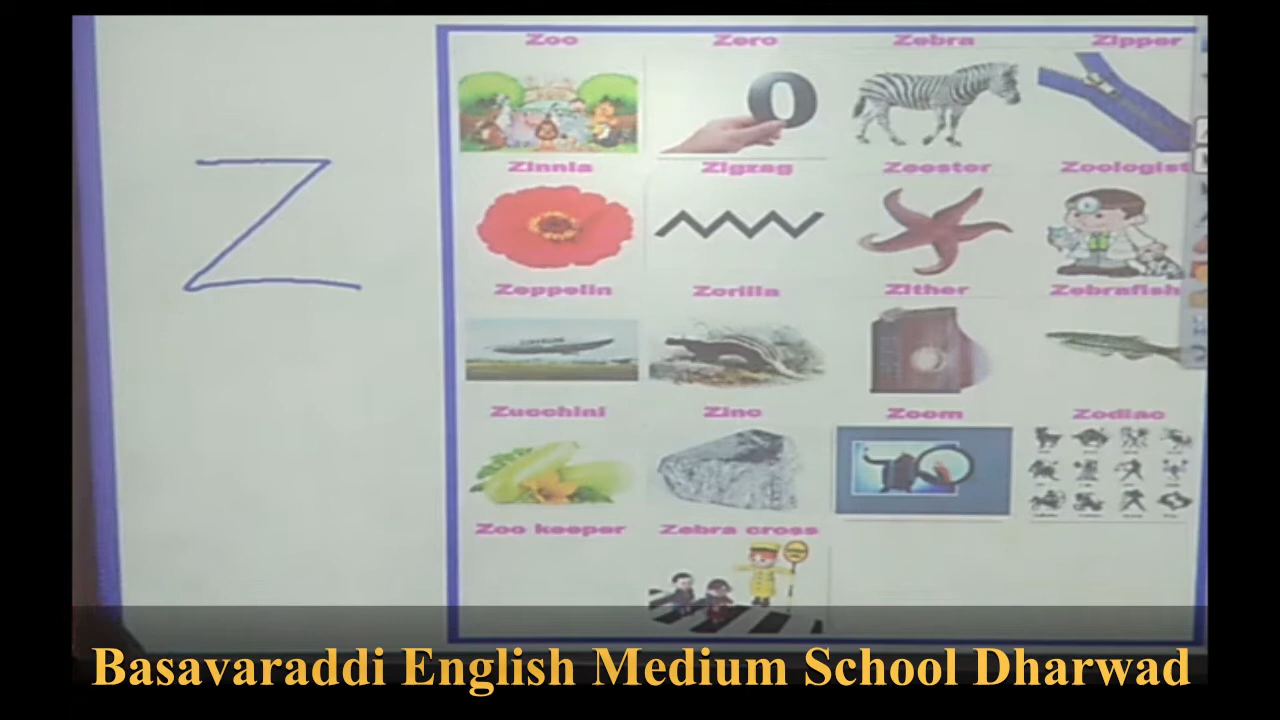 Zoo Zero Zebra Zipper
Zinnia Zigzag Zooster Zoologist
Z
Zeppelin Zorilla Zither Zebrafish
Zucchini Zinc Zoom Zodiac
Zoo keeper Zebra cross
Basavaraddi English Medium School Dharwad